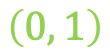 (0, 1)